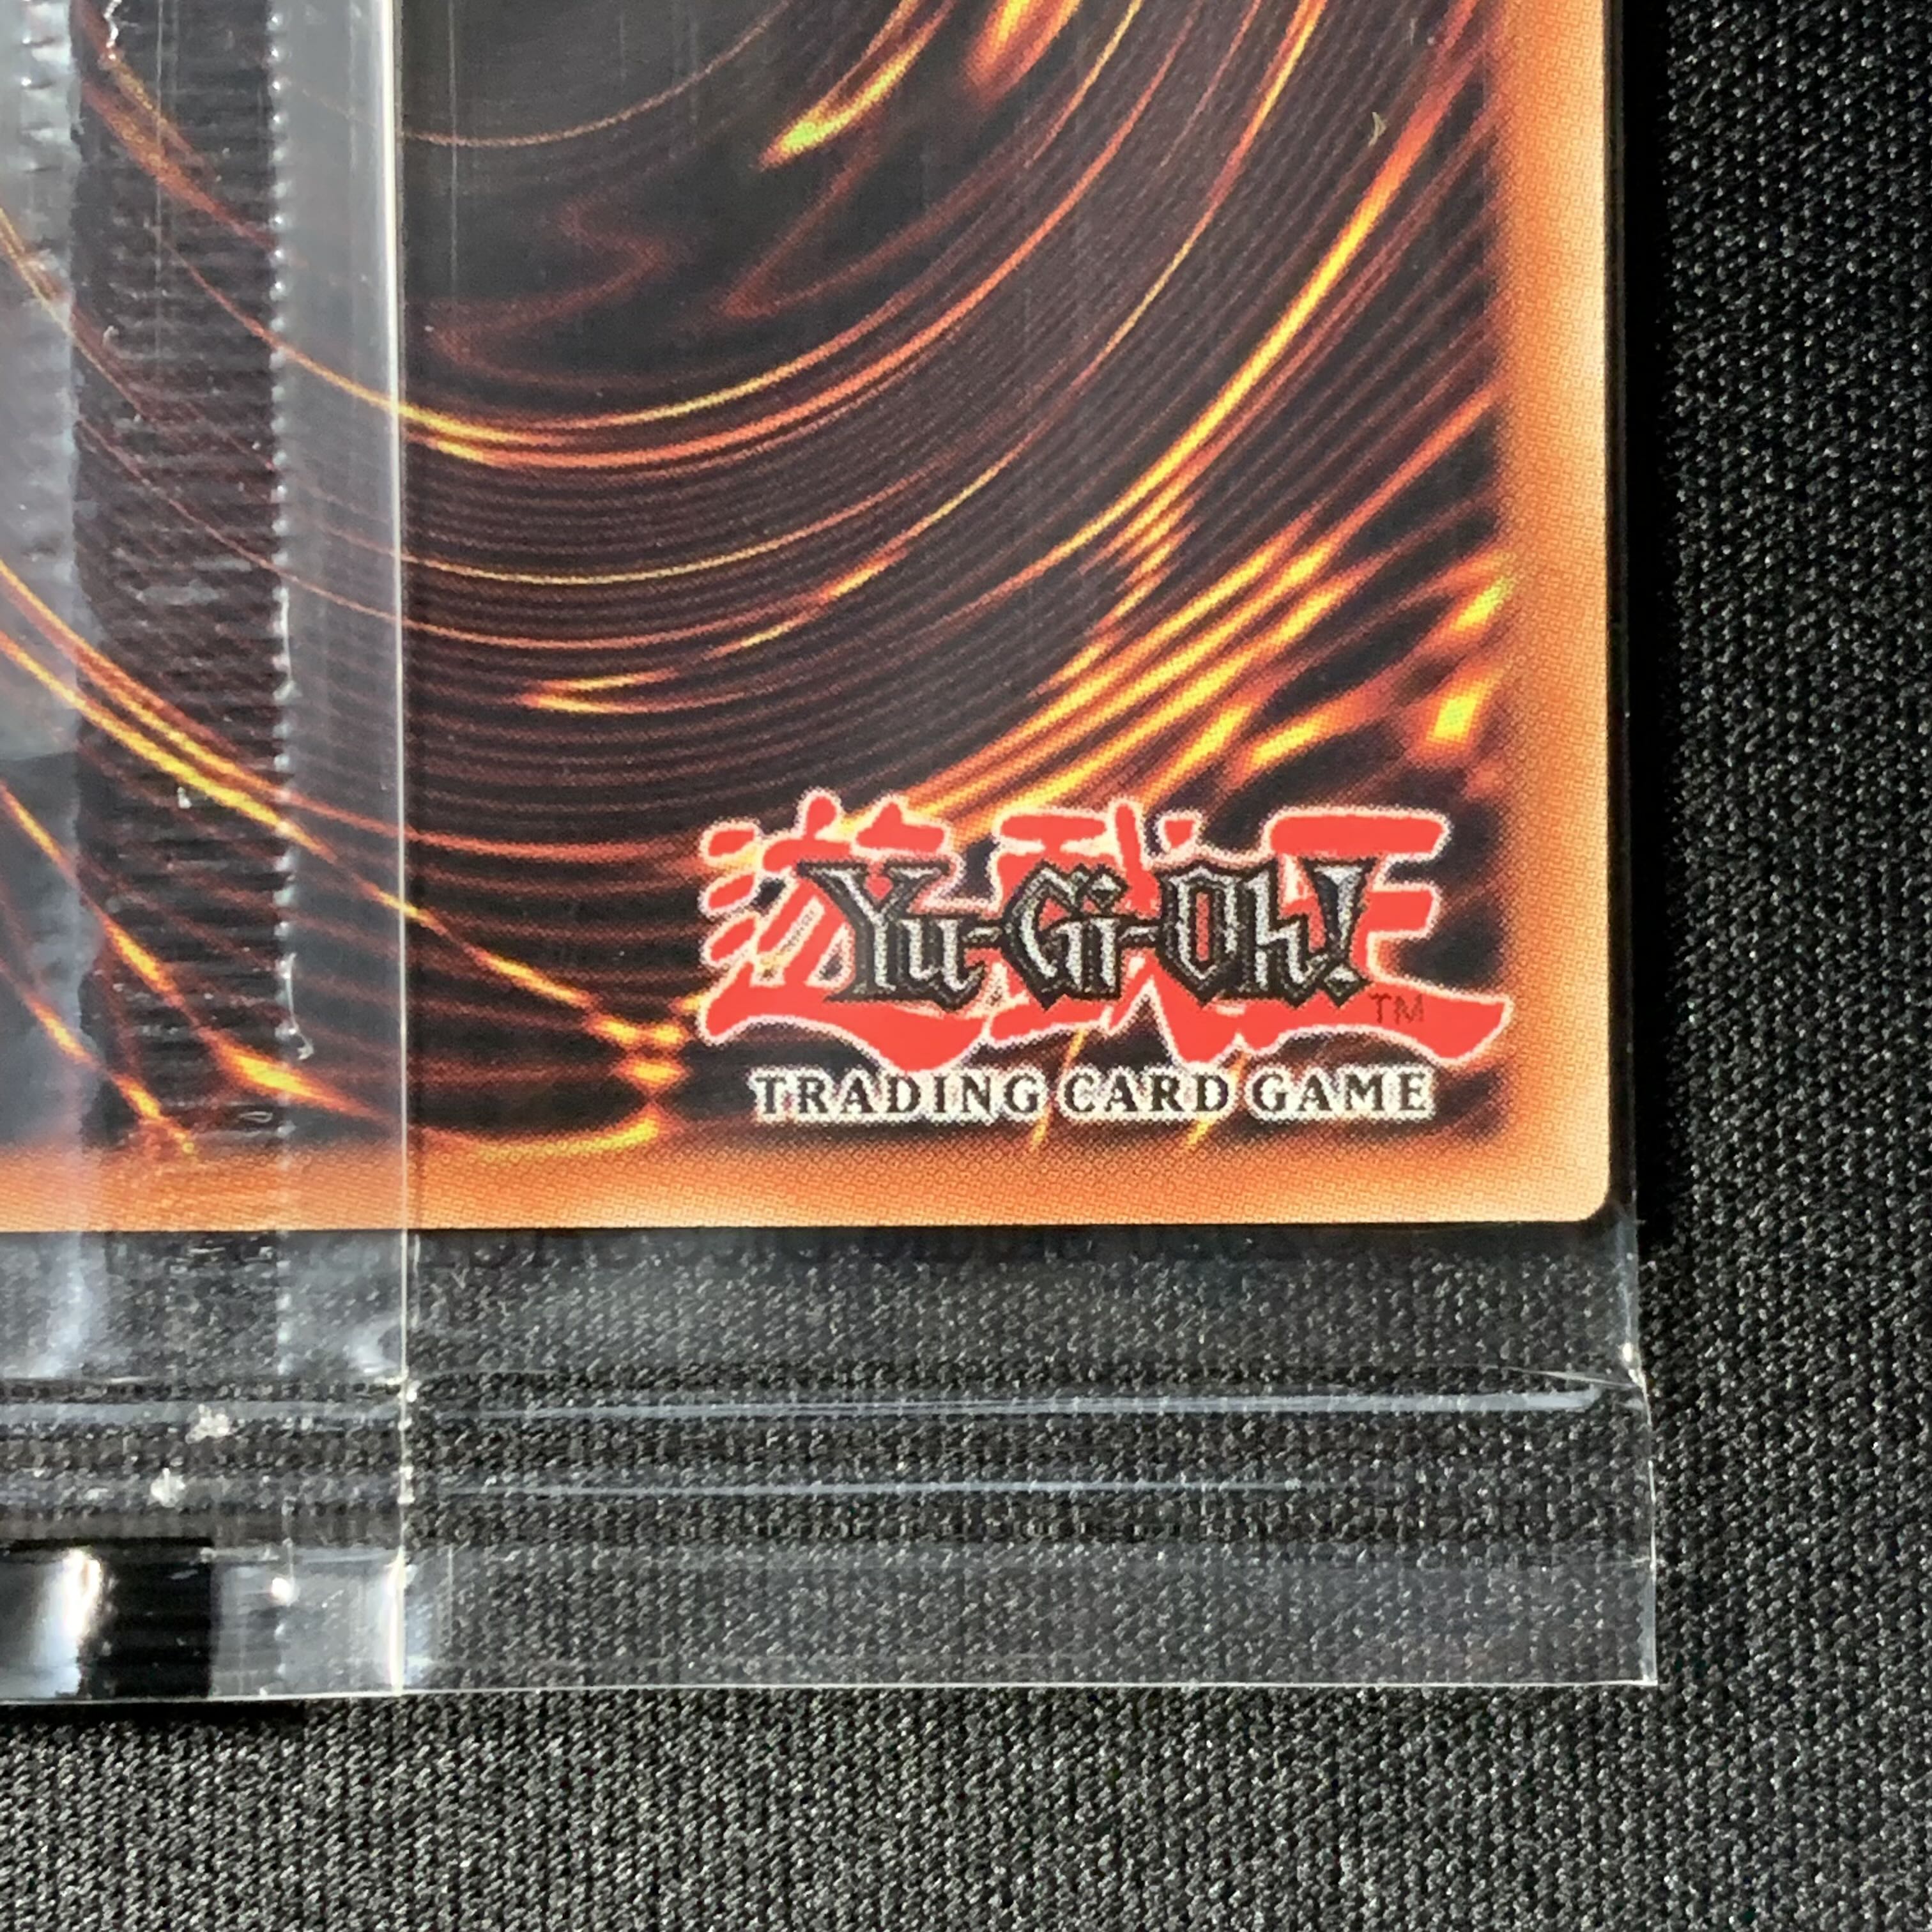 遊戯王
Yu-Gi-Oh!
TM
TRADING CARD GAME